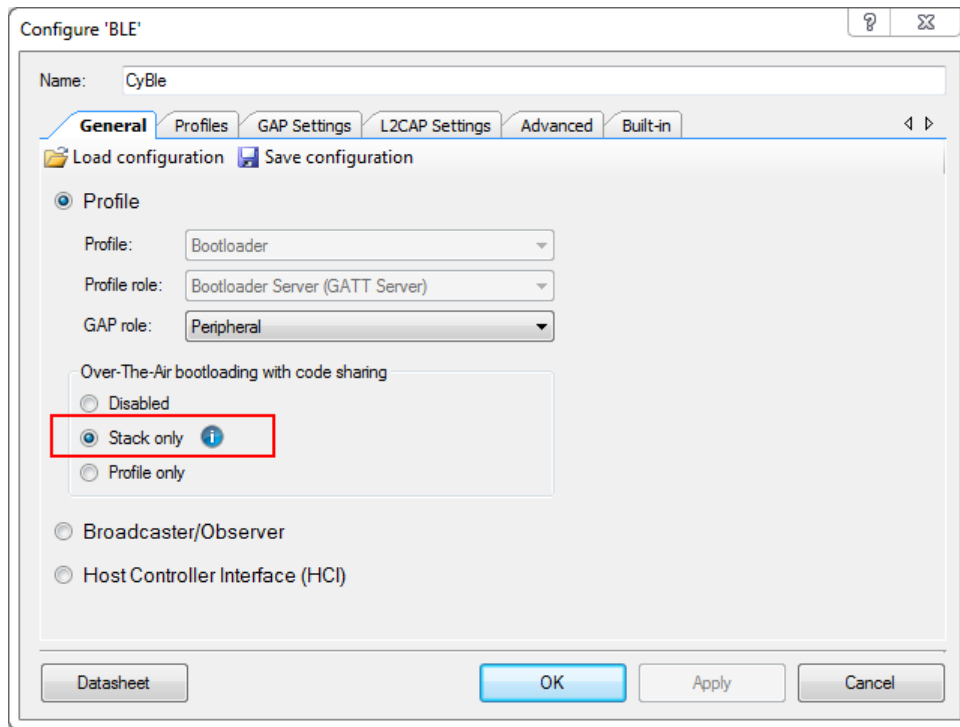 Configure 'BLE'
Name: CyBle
General Profiles GAP Settings L2CAP Settings Advanced Built-in
Load configuration Save configuration
Profile
Profile: Bootloader
Profile role: Bootloader Server (GATT Server)
GAP role: Peripheral
Over-The-Air bootloading with code sharing
Disabled
Stack only
Profile only
Broadcaster/Observer
Host Controller Interface (HCI)
Datasheet OK Apply Cancel